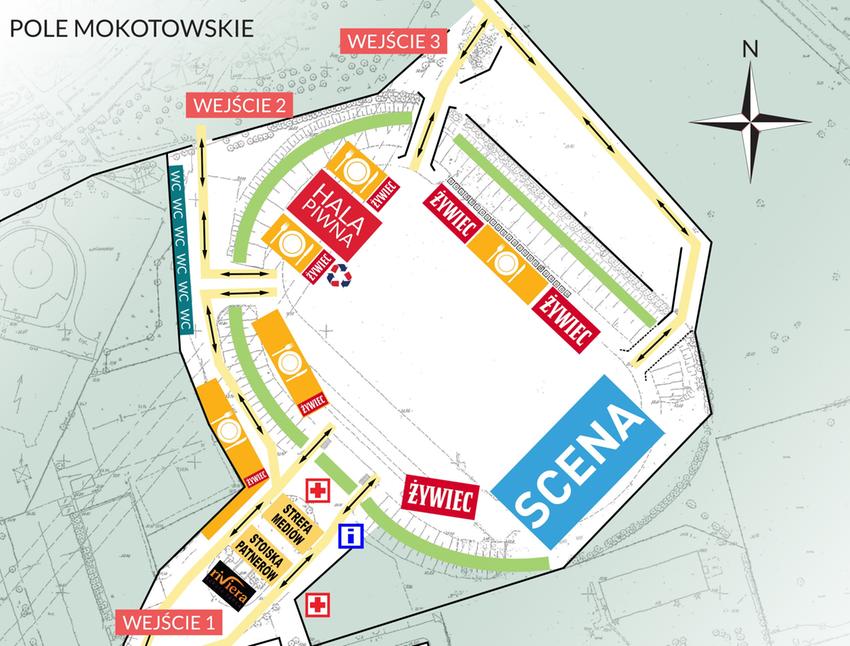 POLE MOKOTOWSKIE
WEJŚCIE 3
N
WEJŚCIE 2
WC WC WC WC WC WC
ŻYWIEC
HALA
PIWNA
ŻYWIEC
ŻYWIEC
ŻYWIEC
ŻYWIEC
ŻYWIEC
SCENA
ŻYWIEC
ŻYWIEC
STREFA
MEDIÓW
i
STOISKA
PATNERÓW
riviera
WEJŚCIE 1